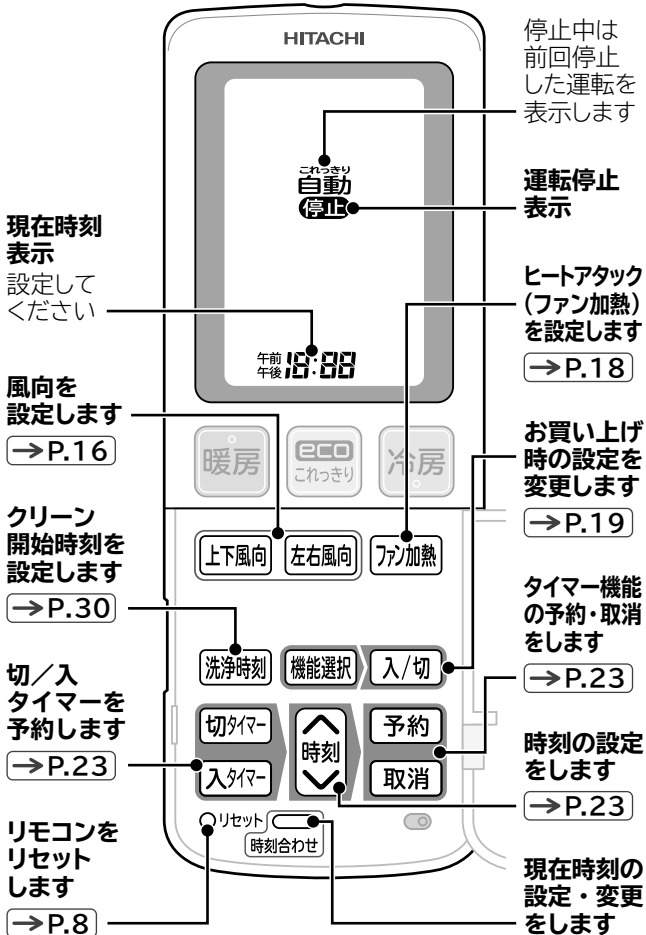 HITACHI
停止中は
前回停止
した運転を
表示します
これっきり
自動
停止
運転停止
表示
現在時刻
表示
設定して
ください
午前
午後
18:88
ヒートアタック
(ファン加熱)
を設定します
→P.18
風向を
設定します
→P.16
暖房
eco
これっきり
冷房
お買い上げ
時の設定を
変更します
→P.19
クリーン
開始時刻を
設定します
→P.30
上下風向
左右風向
ファン加熱
タイマー機能
の予約・取消
をします
→P.23
洗浄時刻
機能選択
入/切
切/入
タイマーを
予約します
→P.23
切タイマー
入タイマー
時刻
予約
取消
時刻の設定
をします
→P.23
リモコンを
リセット
します
→P.8
リセット
時刻合わせ
現在時刻の
設定・変更
をします